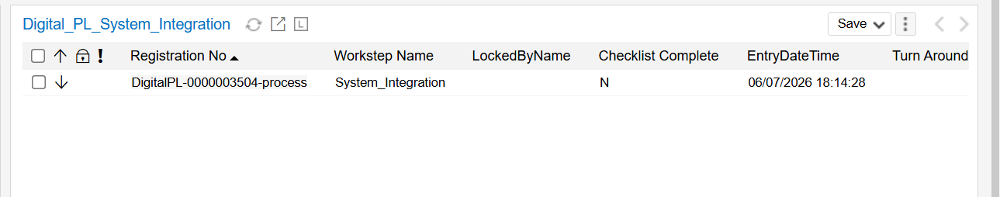 Digital_PL_System_Integration L Save
! Registration No Workstep Name LockedByName Checklist Complete EntryDateTime Turn Around
DigitalPL-0000003504-process System_Integration N 06/07/2026 18:14:28